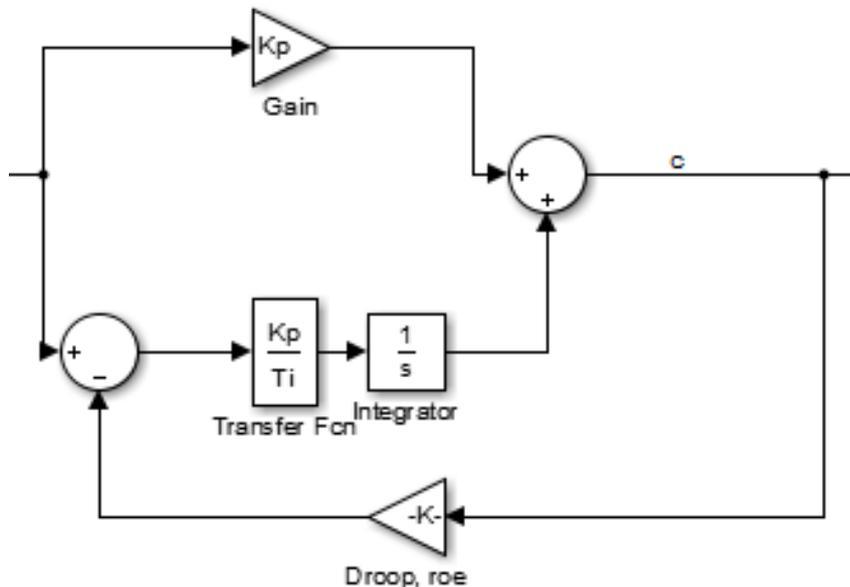 Kp
Gain
+
+
c
+
−
Kp
Ti
Transfer Fcn
1
s
Integrator
-K-
Droop, roe